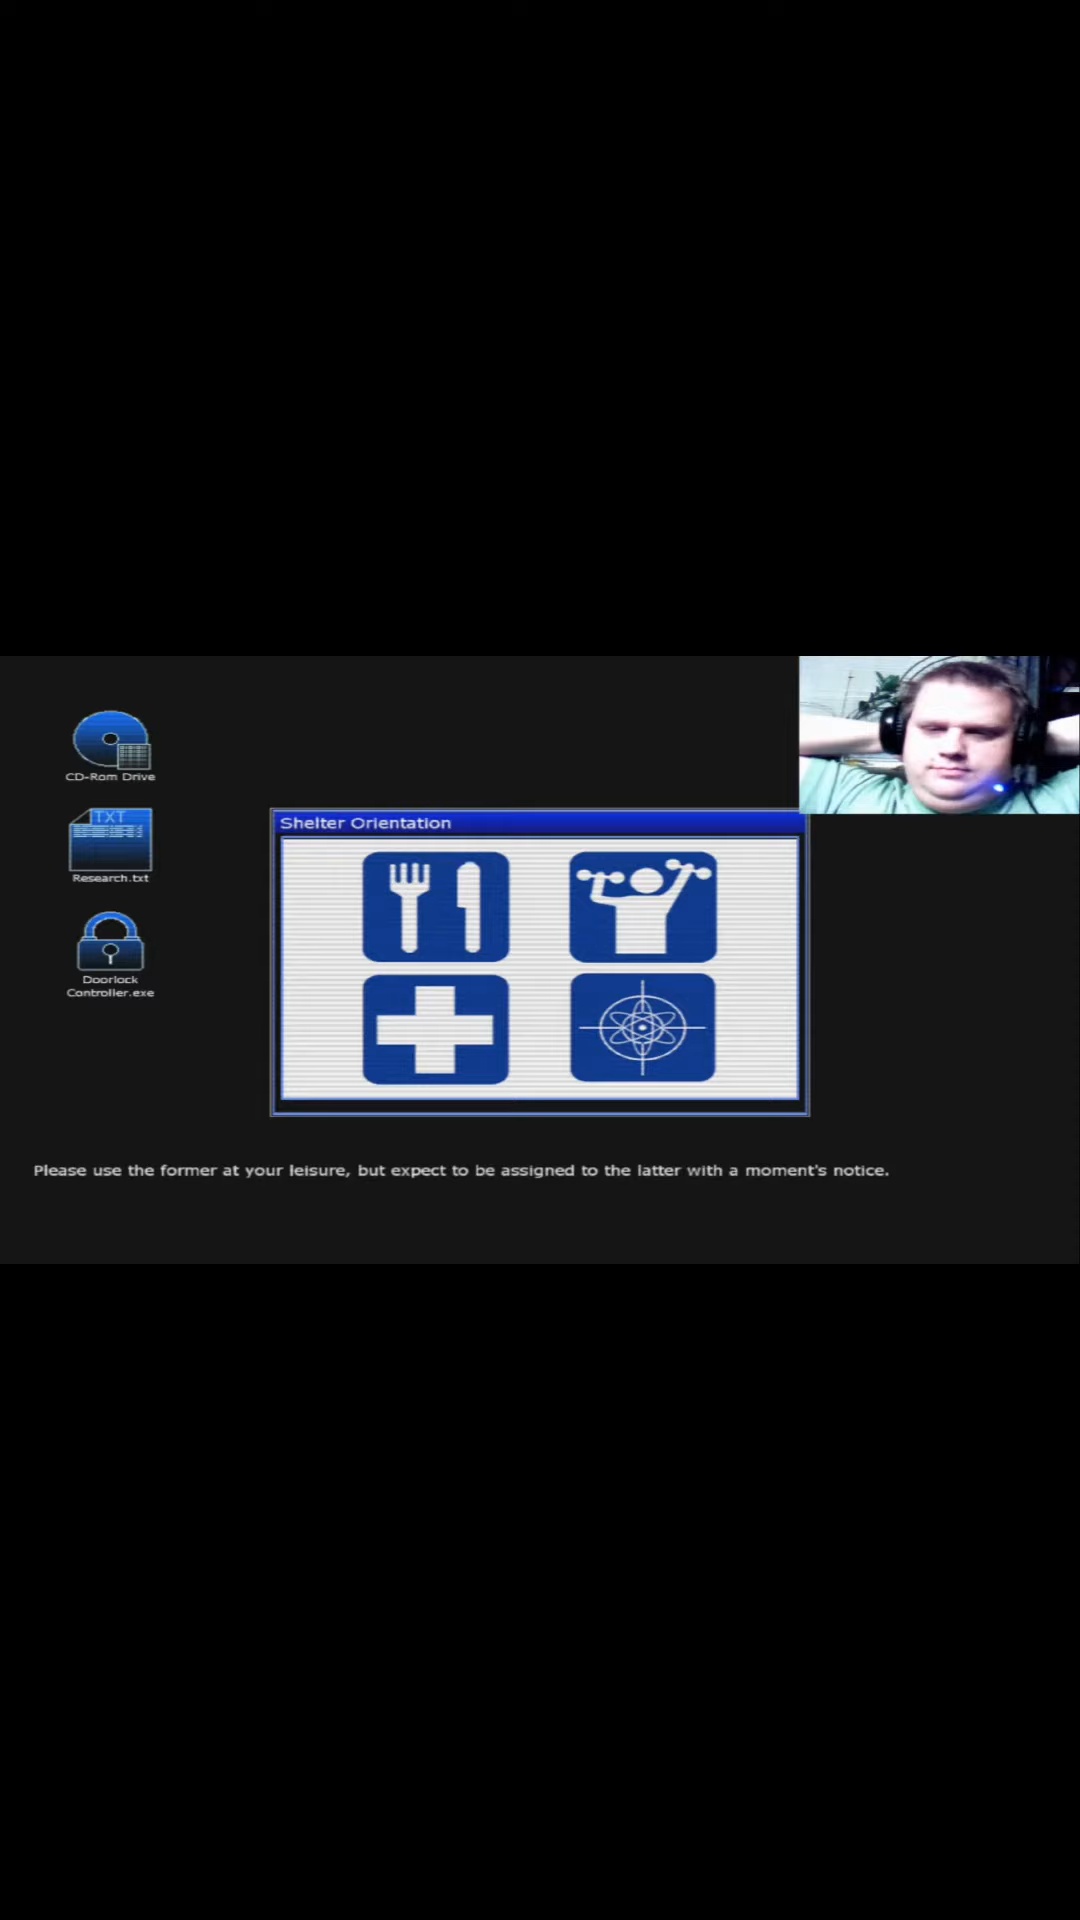 CD-Rom Drive
TXT
Research.txt
Doorlock
Controller.exe
Shelter Orientation
Please use the former at your leisure, but expect to be assigned to the latter with a moment's notice.